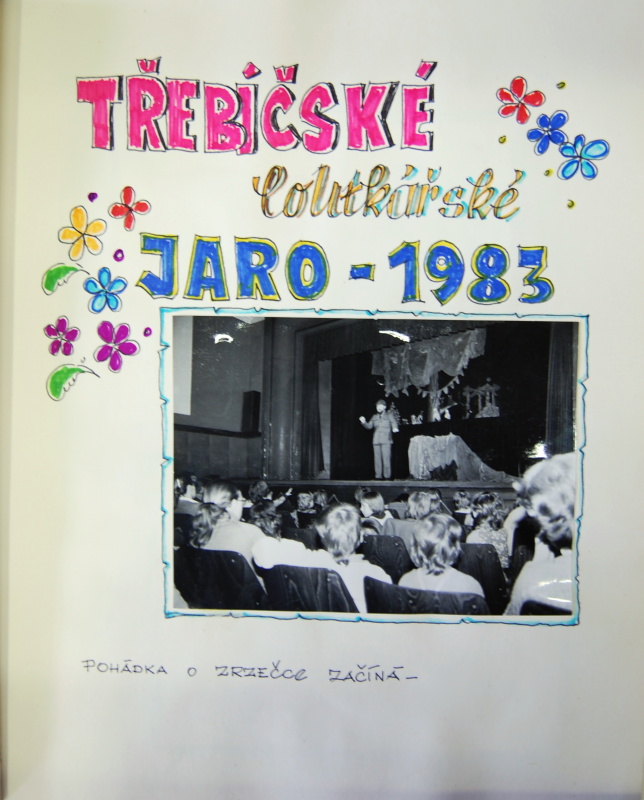 TŘEBÍČSKÉ
loutkářské
JARO - 1983
POHÁDKA O ZRZEČCE ZAČÍNÁ -